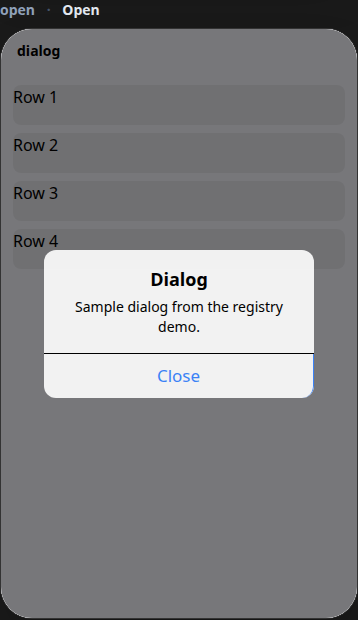 open · Open
dialog
Row 1
Row 2
Row 3
Row 4
Dialog
Sample dialog from the registry
demo.
Close